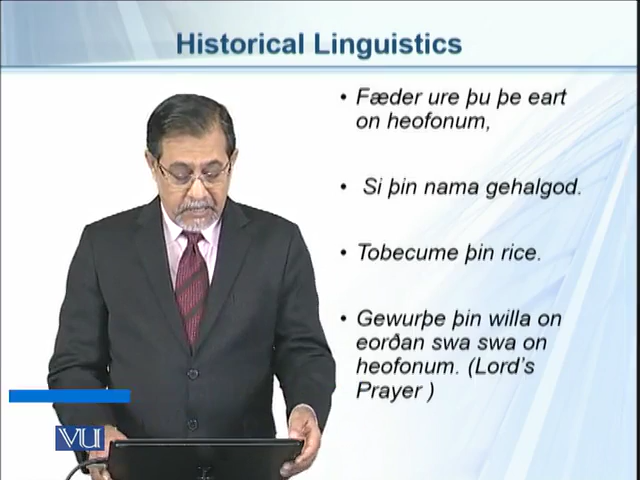 Historical Linguistics
• Fæder ure þu þe eart
on heofonum,
• Si þin nama gehalgod.
• Tobecume þin rice.
• Gewurþe þin willa on
eorðan swa swa on
heofonum. (Lord's
Prayer )
VU